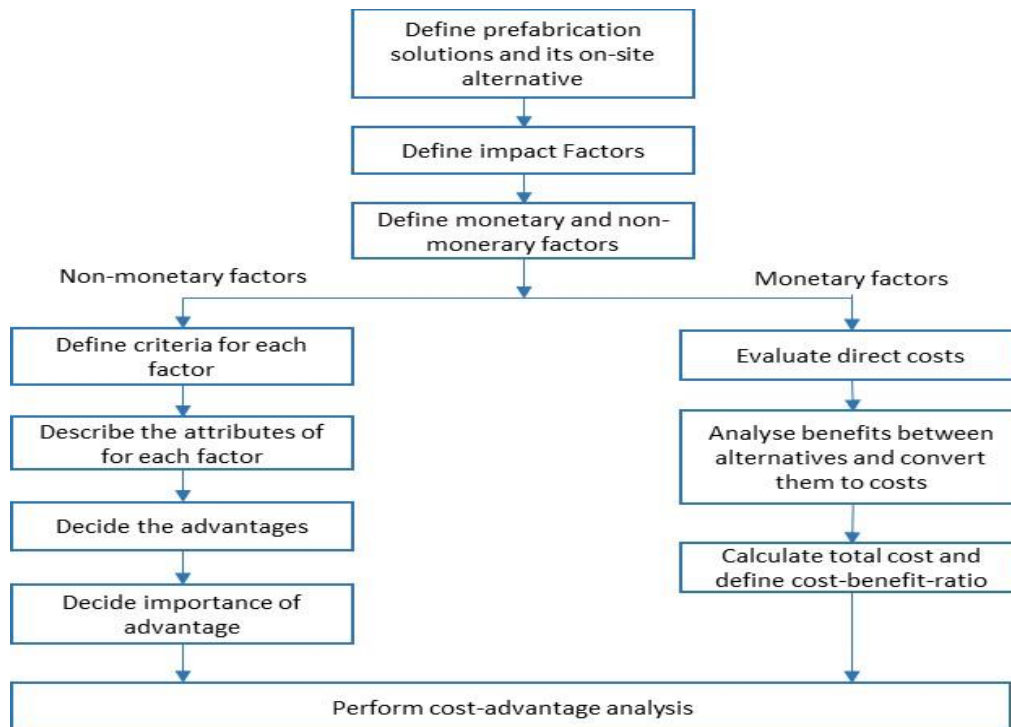 Define prefabrication
solutions and its on-site
alternative
Define impact Factors
Define monetary and non-
monerary factors
Non-monetary factors
Monetary factors
Define criteria for each
factor
Describe the attributes of
for each factor
Decide the advantages
Decide importance of
advantage
Evaluate direct costs
Analyse benefits between
alternatives and convert
them to costs
Calculate total cost and
define cost-benefit-ratio
Perform cost-advantage analysis